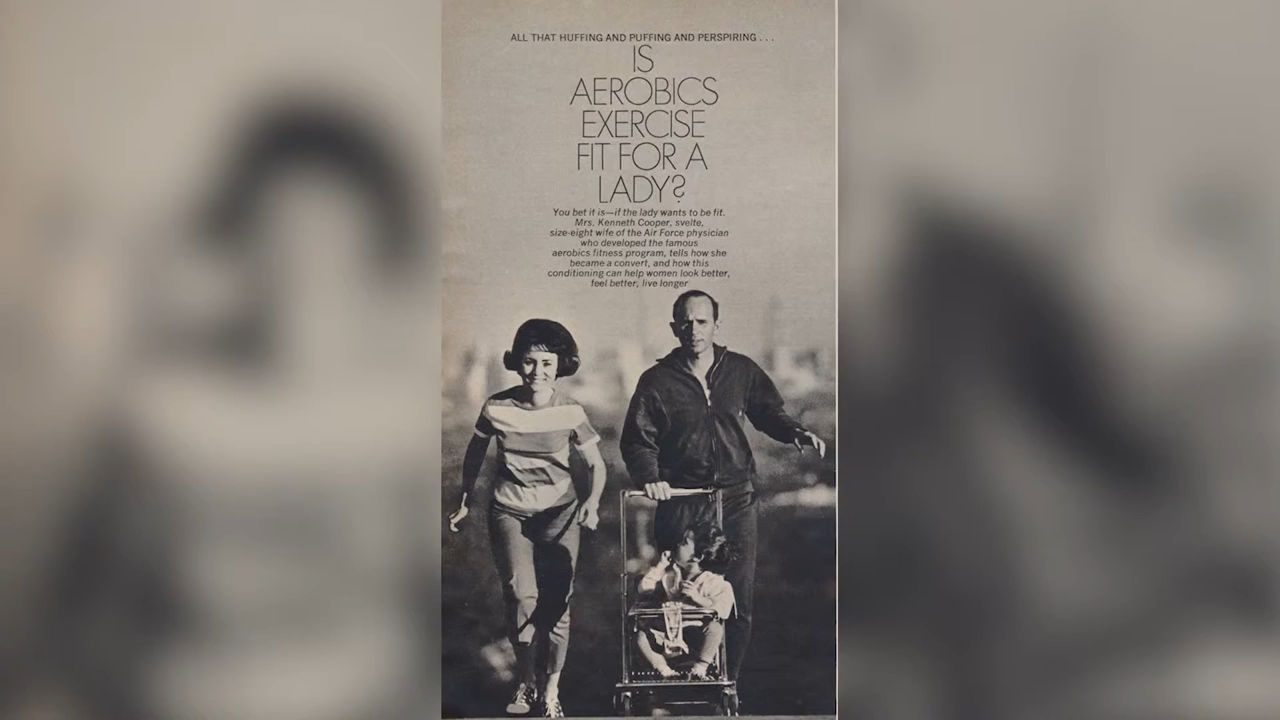 ALL THAT HUFFING AND PUFFING AND PERSPIRING . . .
IS
AEROBICS
EXERCISE
FIT FOR A
LADY?
You bet it is—if the lady wants to be fit.
Mrs. Kenneth Cooper, svelte,
size-eight wife of the Air Force physician
who developed the famous
aerobics fitness program, tells how she
became a convert, and how this
conditioning can help women look better,
feel better, live longer